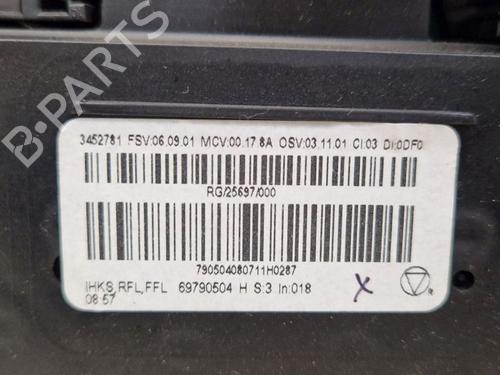 B-PARTS
3452781 FSV:06.09.01 MCV:00.17.8A OSV:03.11.01 CI:03 DI:0DF0
RG/25697/000
790504080711H0287
IHKS,RFL,FFL 69790504 H S:3 In:018
08:57
X
R